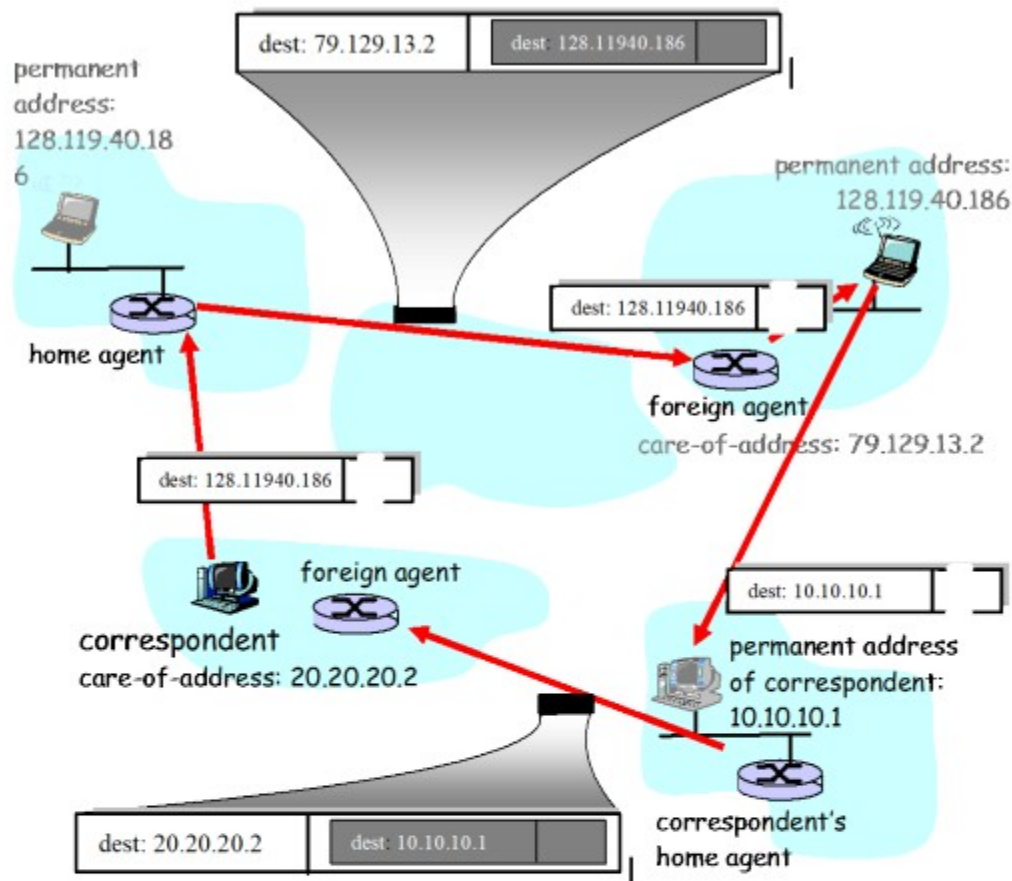 dest: 79.129.13.2
dest: 128.11940.186
permanent
address:
128.119.40.18
6
permanent address:
128.119.40.186
dest: 128.11940.186
home agent
foreign agent
care-of-address: 79.129.13.2
dest: 128.11940.186
foreign agent
correspondent
care-of-address: 20.20.20.2
dest: 10.10.10.1
permanent address
of correspondent:
10.10.10.1
dest: 20.20.20.2
dest: 10.10.10.1
correspondent's
home agent